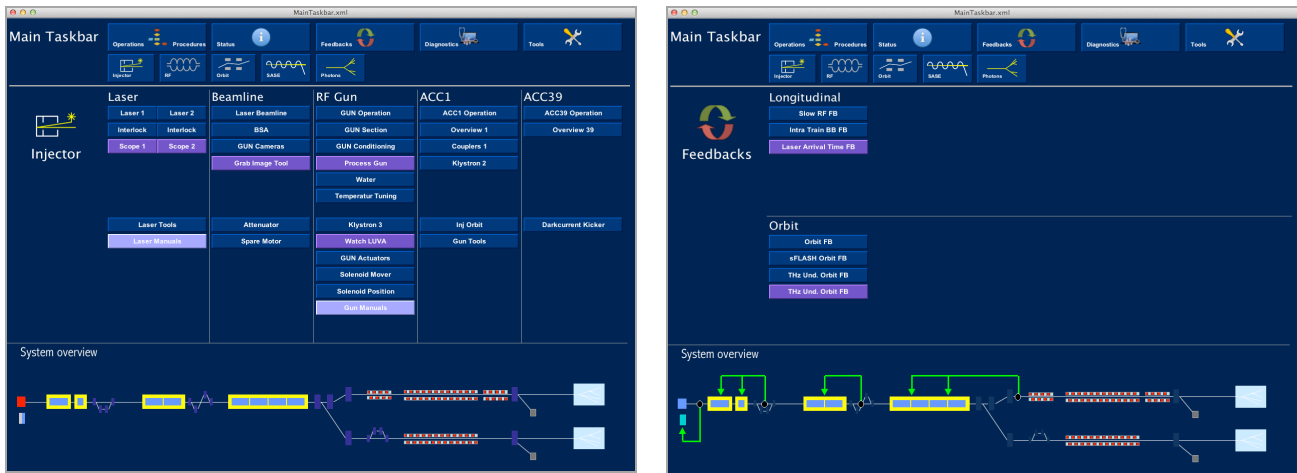 MainTaskbar.xml
Main Taskbar
Operations Procedures Status Feedbacks Diagnostics Tools
Injector RF Orbit SASE Photons
Injector
Laser Beamline RF Gun ACC1 ACC39
Laser 1 Laser 2 Laser Beamline GUN Operation ACC1 Operation ACC39 Operation
Interlock Interlock BSA GUN Section Overview 1 Overview 39
Scope 1 Scope 2 GUN Cameras GUN Conditioning Couplers 1
Grab Image Tool Process Gun Klystron 2
Water
Temperatur Tuning
Laser Tools Attenuator Klystron 3 Inj Orbit Darkcurrent Kicker
Laser Manuals Spare Motor Watch LUVA Gun Tools
GUN Actuators
Solenoid Mover
Solenoid Position
Gun Manuals
System overview
MainTaskbar.xml
Main Taskbar
Operations Procedures Status Feedbacks Diagnostics Tools
Injector RF Orbit SASE Photons
Feedbacks
Longitudinal
Slow RF FB
Intra Train BB FB
Laser Arrival Time FB
Orbit
Orbit FB
sFLASH Orbit FB
THz Und. Orbit FB
THz Und. Orbit FB
System overview